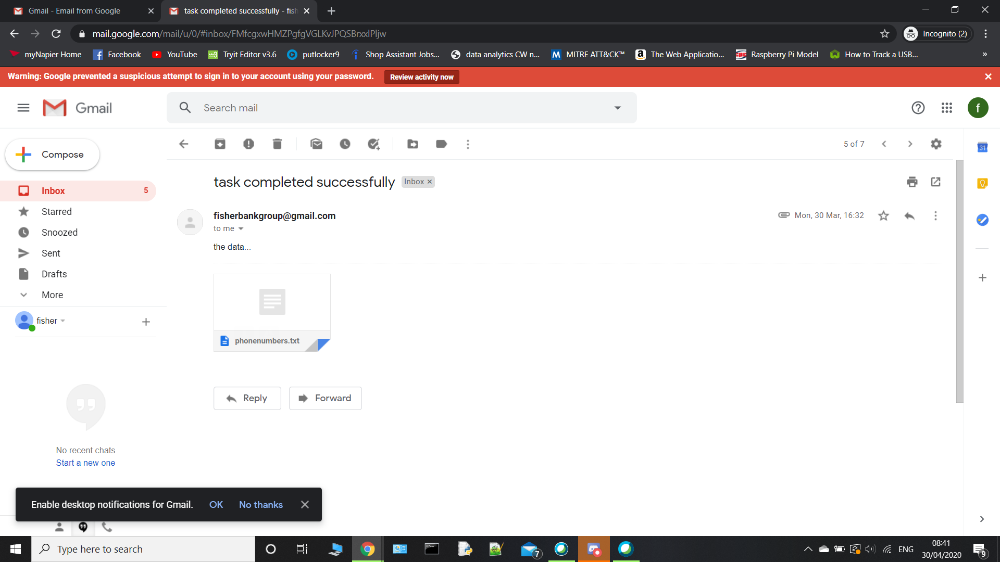 Gmail - Email from Google
task completed successfully - fish
mail.google.com/mail/u/0/#inbox/FMfcgxwHMZPgfgVGLKvJPQSBrxxlPljw
Incognito (2)
myNapier Home
Facebook
YouTube
Tryit Editor v3.6
putlocker9
Shop Assistant Jobs...
data analytics CW n...
MITRE ATT&CK™
The Web Applicatio...
Raspberry Pi Model
How to Track a USB...
»
Warning: Google prevented a suspicious attempt to sign in to your account using your password.
Review activity now
Gmail
Search mail
f
Compose
5 of 7
31
Inbox
5
Starred
Snoozed
Sent
Drafts
More
fisher
task completed successfully
Inbox ×
fisherbankgroup@gmail.com
Mon, 30 Mar, 16:32
to me
the data...
phonenumbers.txt
Reply
Forward
No recent chats
Start a new one
Enable desktop notifications for Gmail.
OK
No thanks
Type here to search
7
ENG
08:41
30/04/2020
9